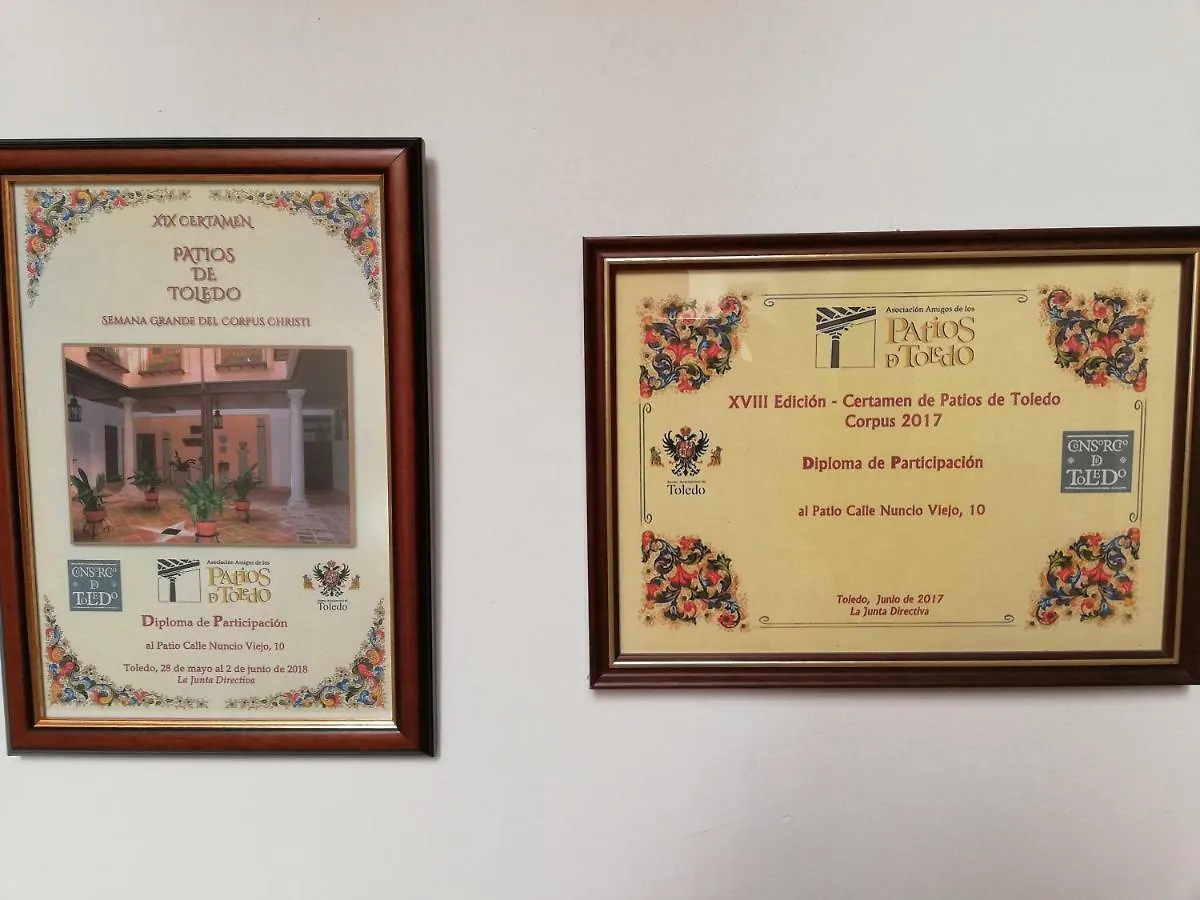 XIX CERTAMEN
PATIOS
DE
TOLEDO
SEMANA GRANDE DEL CORPUS CHRISTI
CONSORCIO
DE
TOLEDO
Asociación Amigos de los
PATIOS
D TOLEDO
Toledo
Diploma de Participación
al Patio Calle Nuncio Viejo, 10
Toledo, 28 de mayo al 2 de junio de 2018
La Junta Directiva
Asociación Amigos de los
PATIOS
D TOLEDO
XVIII Edición - Certamen de Patios de Toledo
Corpus 2017
Toledo
CONSORCIO
DE
TOLEDO
Diploma de Participación
al Patio Calle Nuncio Viejo, 10
Toledo, Junio de 2017
La Junta Directiva